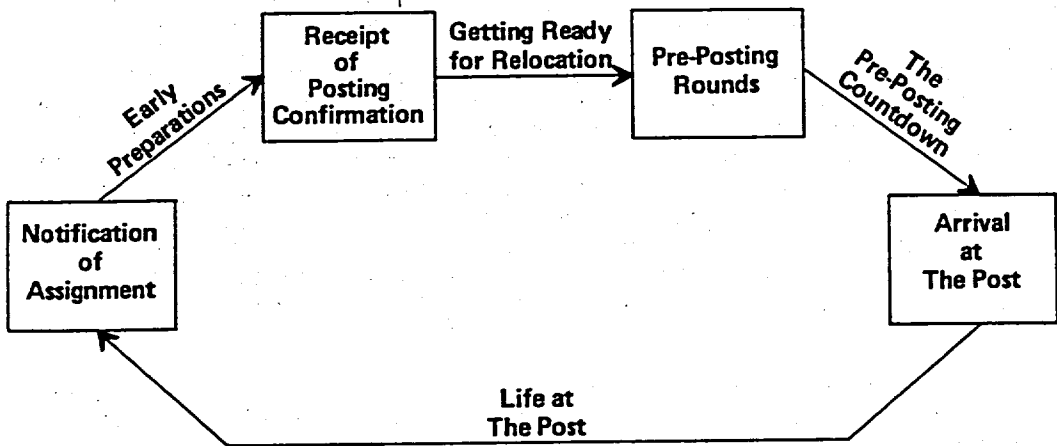 Notification
of
Assignment
Early
Preparations
Receipt
of
Posting
Confirmation
Getting Ready
for Relocation
Pre-Posting
Rounds
The
Pre-Posting
Countdown
Arrival
at
The Post
Life at
The Post